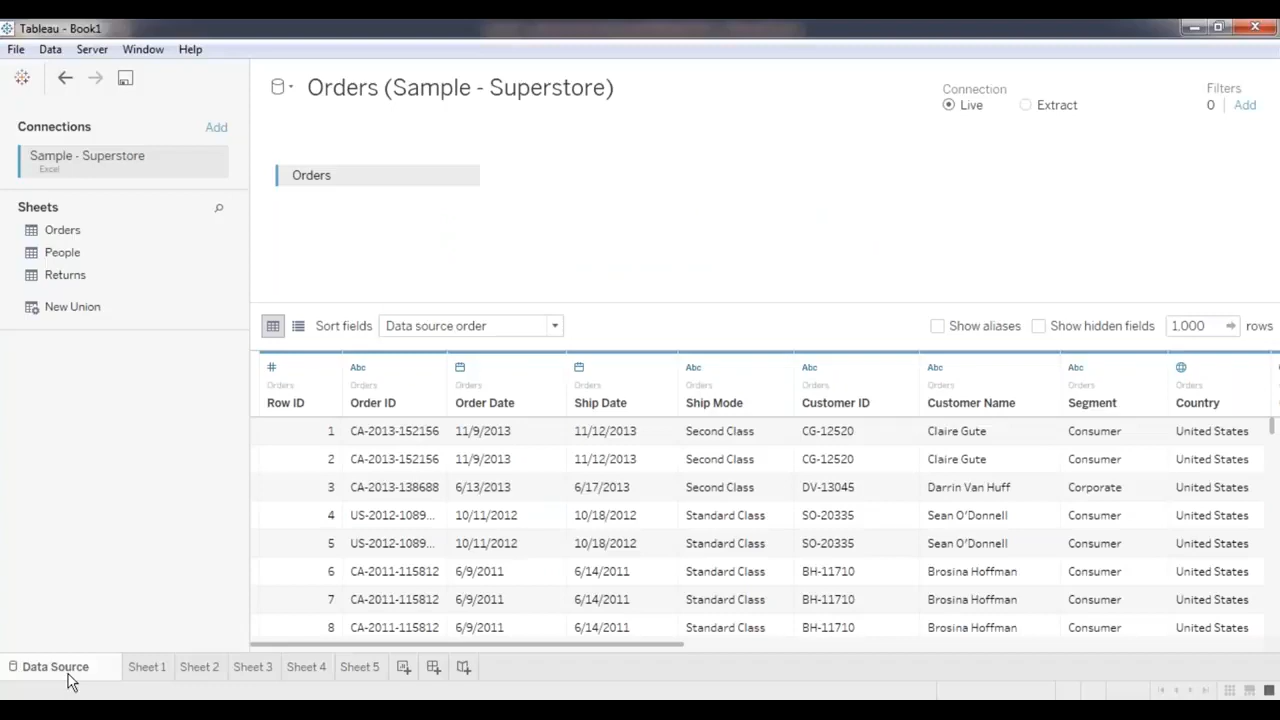 Tableau - Book1
File Data Server Window Help
Connections Add
Sample - Superstore
Excel
Sheets
Orders
People
Returns
New Union
Orders (Sample - Superstore)
Connection
Live Extract
Filters
0 | Add
Orders
Sort fields Data source order Show aliases Show hidden fields 1.000 rows
# Abc Abc Abc Abc Abc
Orders Orders Orders Orders Orders Orders Orders Orders Orders
Row ID Order ID Order Date Ship Date Ship Mode Customer ID Customer Name Segment Country
1 CA-2013-152156 11/9/2013 11/12/2013 Second Class CG-12520 Claire Gute Consumer United States
2 CA-2013-152156 11/9/2013 11/12/2013 Second Class CG-12520 Claire Gute Consumer United States
3 CA-2013-138688 6/13/2013 6/17/2013 Second Class DV-13045 Darrin Van Huff Corporate United States
4 US-2012-1089... 10/11/2012 10/18/2012 Standard Class SO-20335 Sean O'Donnell Consumer United States
5 US-2012-1089... 10/11/2012 10/18/2012 Standard Class SO-20335 Sean O'Donnell Consumer United States
6 CA-2011-115812 6/9/2011 6/14/2011 Standard Class BH-11710 Brosina Hoffman Consumer United States
7 CA-2011-115812 6/9/2011 6/14/2011 Standard Class BH-11710 Brosina Hoffman Consumer United States
8 CA-2011-115812 6/9/2011 6/14/2011 Standard Class BH-11710 Brosina Hoffman Consumer United States
Data Source Sheet 1 Sheet 2 Sheet 3 Sheet 4 Sheet 5